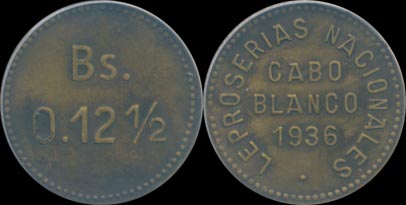 Bs.
0.12 ½
LEPROSERIAS NACIONALES
CABO
BLANCO
1936